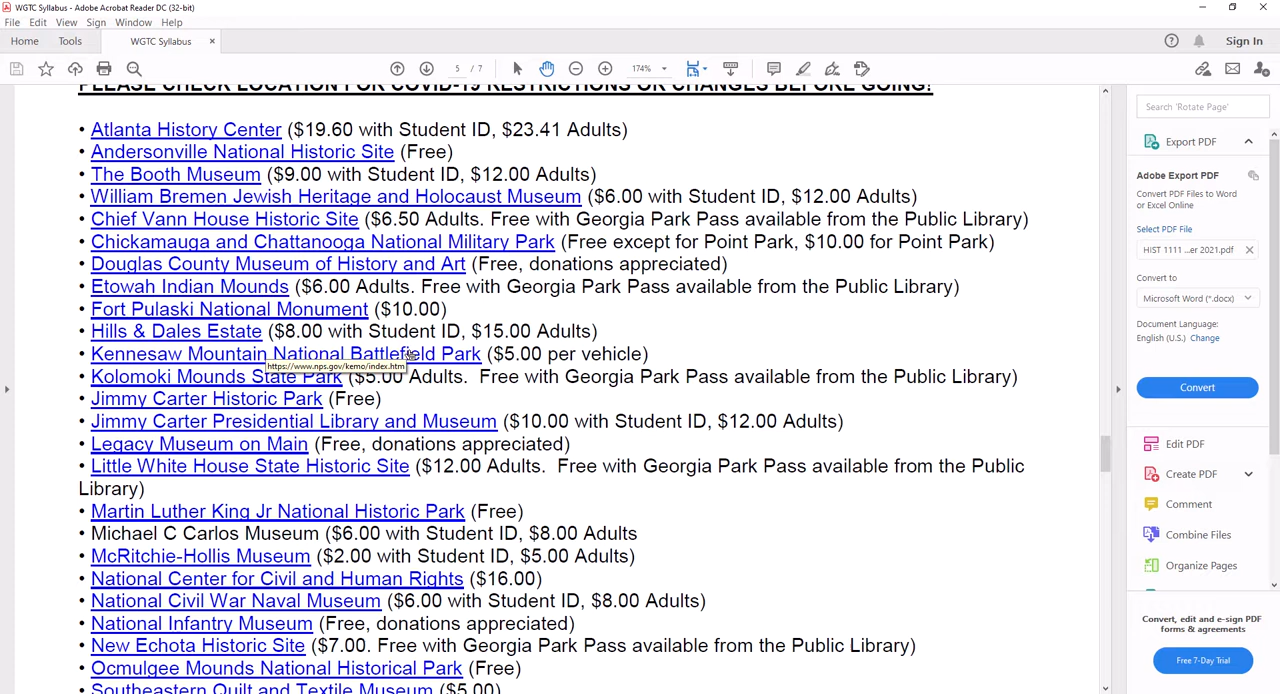 WGTC Syllabus - Adobe Acrobat Reader DC (32-bit)
File Edit View Sign Window Help
Home Tools WGTC Syllabus × Sign In
5 / 7 174%
PLEASE CHECK LOCATION FOR COVID-19 RESTRICTIONS OR CHANGES BEFORE GOING!
• Atlanta History Center ($19.60 with Student ID, $23.41 Adults)
• Andersonville National Historic Site (Free)
• The Booth Museum ($9.00 with Student ID, $12.00 Adults)
• William Bremen Jewish Heritage and Holocaust Museum ($6.00 with Student ID, $12.00 Adults)
• Chief Vann House Historic Site ($6.50 Adults. Free with Georgia Park Pass available from the Public Library)
• Chickamauga and Chattanooga National Military Park (Free except for Point Park, $10.00 for Point Park)
• Douglas County Museum of History and Art (Free, donations appreciated)
• Etowah Indian Mounds ($6.00 Adults. Free with Georgia Park Pass available from the Public Library)
• Fort Pulaski National Monument ($10.00)
• Hills & Dales Estate ($8.00 with Student ID, $15.00 Adults)
• Kennesaw Mountain National Battlefield Park ($5.00 per vehicle)
https://www.nps.gov/kemo/index.htm
• Kolomoki Mounds State Park ($5.00 Adults. Free with Georgia Park Pass available from the Public Library)
• Jimmy Carter Historic Park (Free)
• Jimmy Carter Presidential Library and Museum ($10.00 with Student ID, $12.00 Adults)
• Legacy Museum on Main (Free, donations appreciated)
• Little White House State Historic Site ($12.00 Adults. Free with Georgia Park Pass available from the Public
Library)
• Martin Luther King Jr National Historic Park (Free)
• Michael C Carlos Museum ($6.00 with Student ID, $8.00 Adults
• McRitchie-Hollis Museum ($2.00 with Student ID, $5.00 Adults)
• National Center for Civil and Human Rights ($16.00)
• National Civil War Naval Museum ($6.00 with Student ID, $8.00 Adults)
• National Infantry Museum (Free, donations appreciated)
• New Echota Historic Site ($7.00. Free with Georgia Park Pass available from the Public Library)
• Ocmulgee Mounds National Historical Park (Free)
• Southeastern Quilt and Textile Museum ($5.00)
Search 'Rotate Page'
Export PDF
Adobe Export PDF
Convert PDF Files to Word
or Excel Online
Select PDF File
HIST 1111 ...er 2021.pdf ×
Convert to
Microsoft Word (*.docx)
Document Language:
English (U.S.) Change
Convert
Edit PDF
Create PDF
Comment
Combine Files
Organize Pages
Convert, edit and e-sign PDF
forms & agreements
Free 7-Day Trial